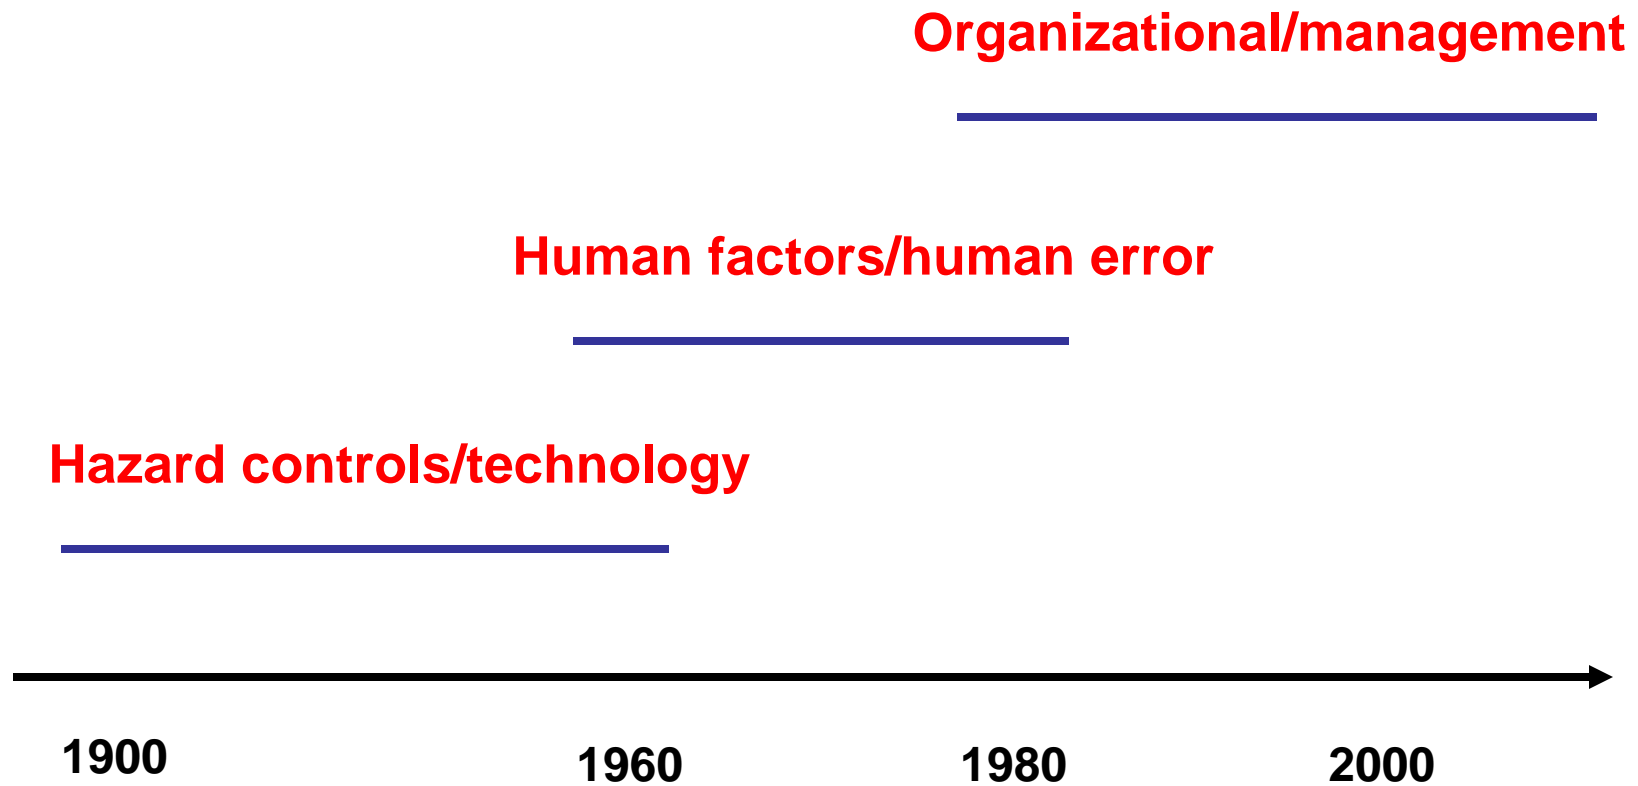 Organizational/management
Human factors/human error
Hazard controls/technology
1900
1960
1980
2000